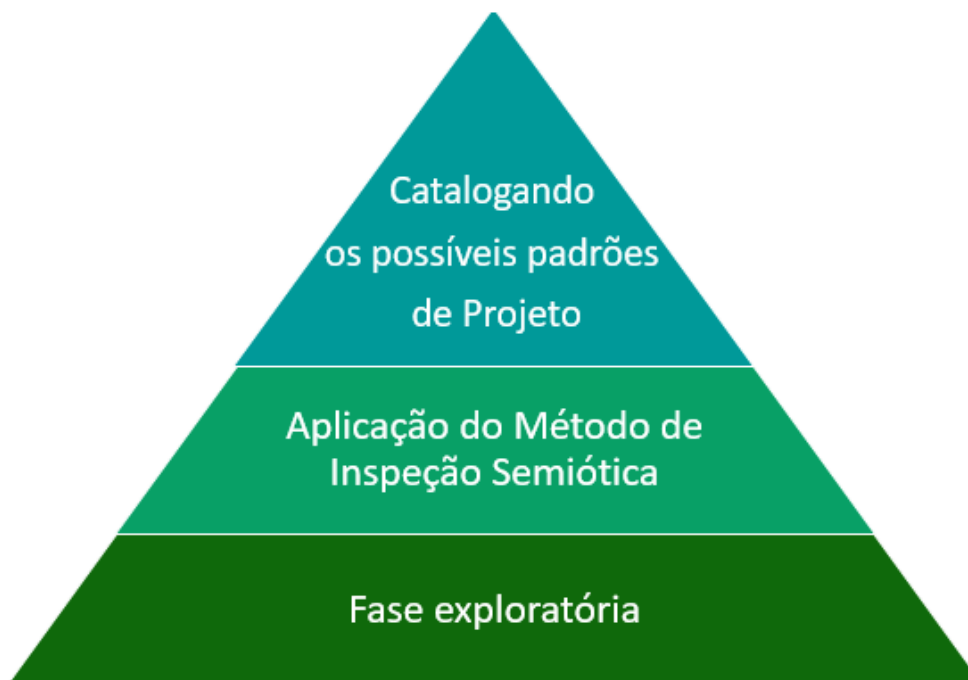 Catalogando
os possíveis padrões
de Projeto
Aplicação do Método de
Inspeção Semiótica
Fase exploratória